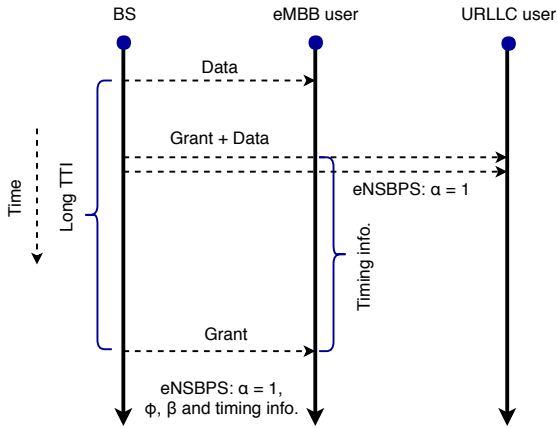 BS
eMBB user
URLLC user
Data
Grant + Data
eNSBPS: α = 1
Time
Long TTI
Timing info.
Grant
eNSBPS: α = 1,
ϕ, β and timing info.